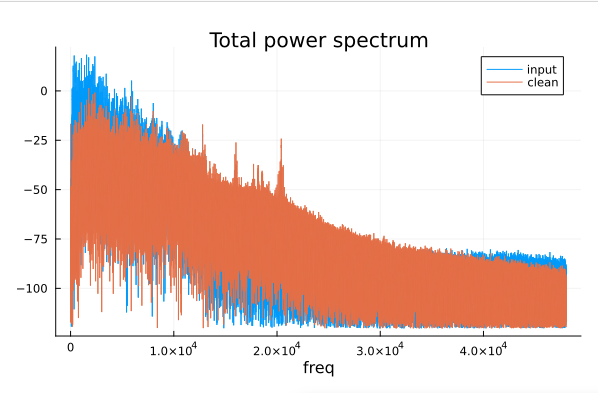 Total power spectrum
input
clean
0
−25
−50
−75
−100
0
1.0×10⁴
2.0×10⁴
3.0×10⁴
4.0×10⁴
freq